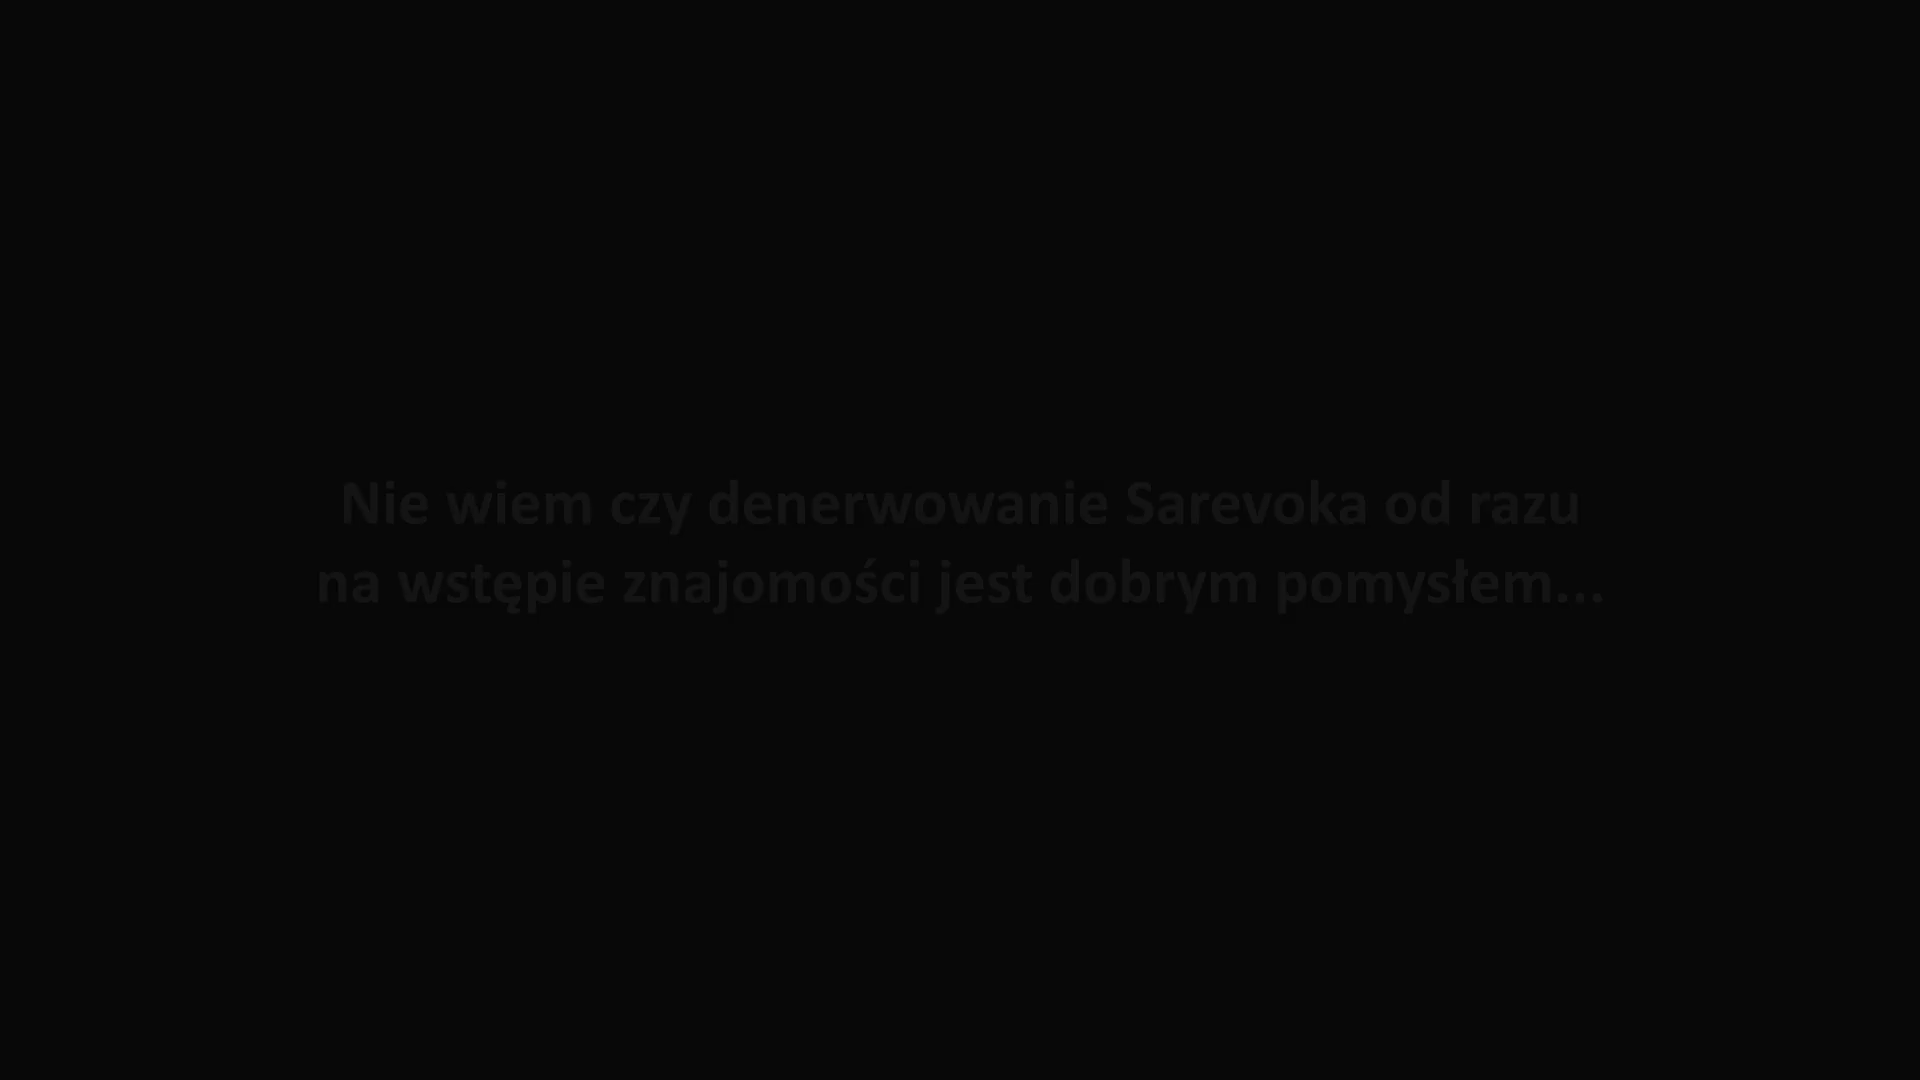 Nie wiem czy denerwowanie Sarevoka od razu
na wstępie znajomości jest dobrym pomysłem...